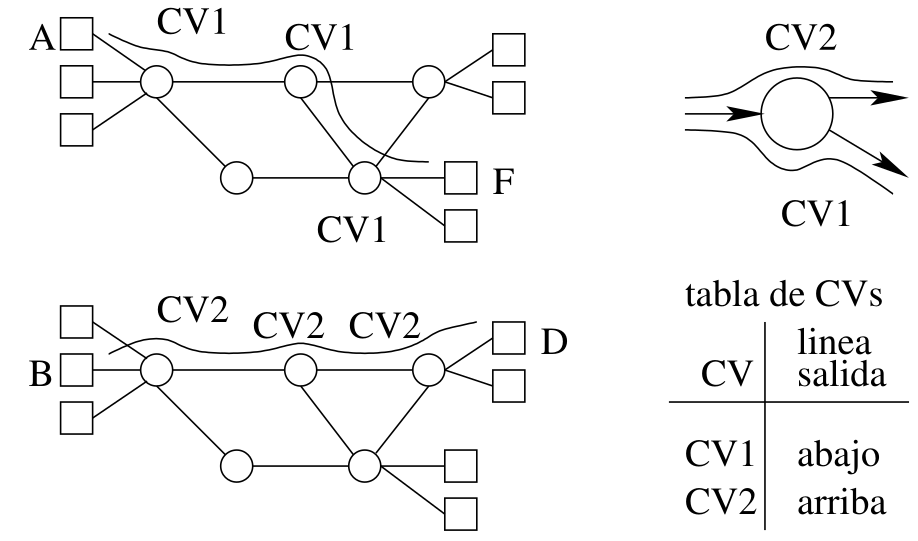 A
CV1
CV1
F
CV1
B
CV2
CV2
CV2
D
CV2
CV1
tabla de CVs
CV
linea
salida
CV1 abajo
CV2 arriba